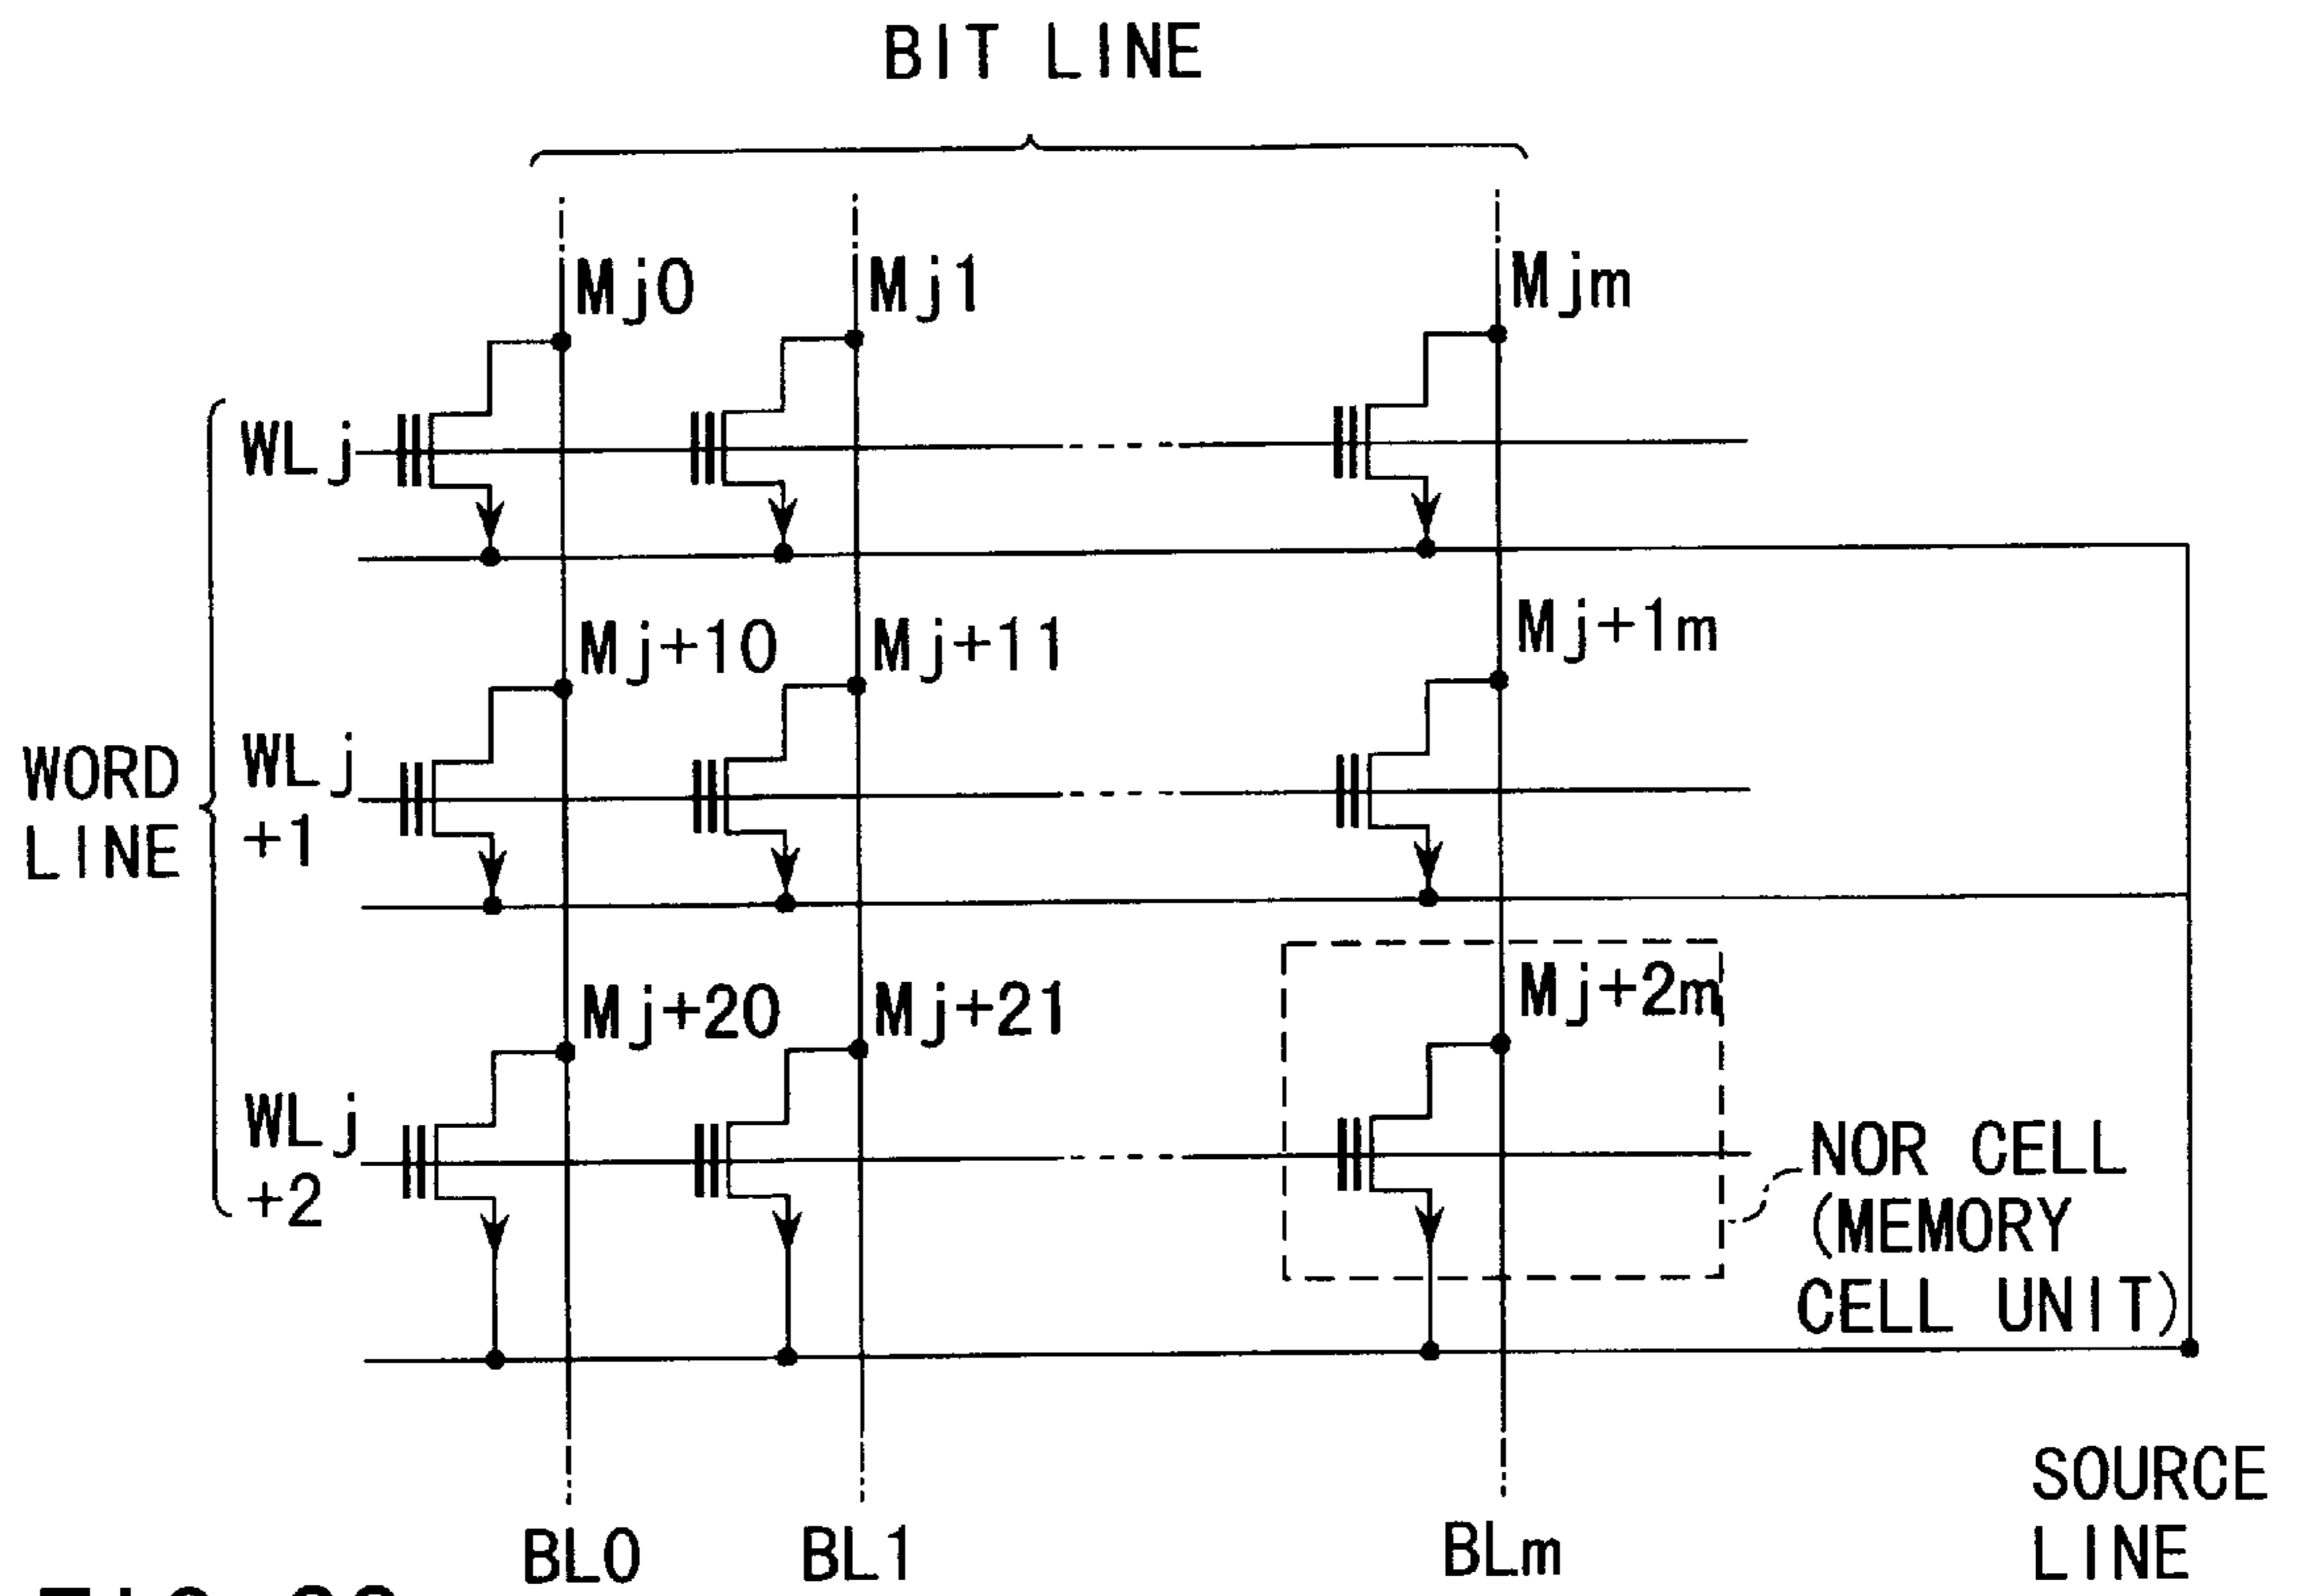 BIT LINE
Mj0 Mj1 Mjm
WLj
Mj+10 Mj+11 Mj+1m
WORD
LINE
WLj
+1
Mj+20 Mj+21 Mj+2m
WLj
+2
NOR CELL
(MEMORY
CELL UNIT)
SOURCE
LINE
BL0 BL1 BLm